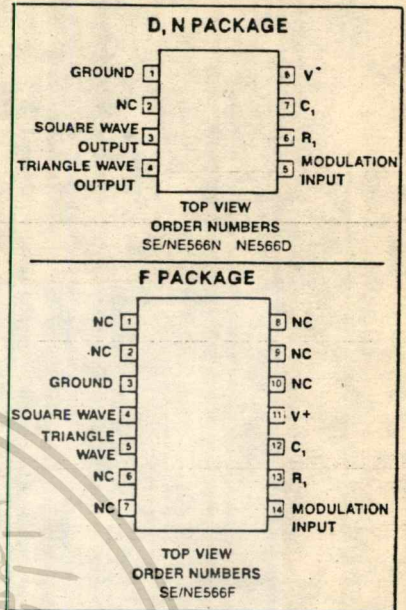 D, N PACKAGE
GROUND 1
8 V+
NC 2
7 C1
SQUARE WAVE
OUTPUT
3
6 R1
TRIANGLE WAVE
OUTPUT
4
5 MODULATION
INPUT
TOP VIEW
ORDER NUMBERS
SE/NE566N NE566D
F PACKAGE
NC 1
8 NC
NC 2
9 NC
GROUND 3
10 NC
SQUARE WAVE 4
11 V+
TRIANGLE
WAVE
5
12 C1
NC 6
13 R1
NC 7
14 MODULATION
INPUT
TOP VIEW
ORDER NUMBERS
SE/NE566F